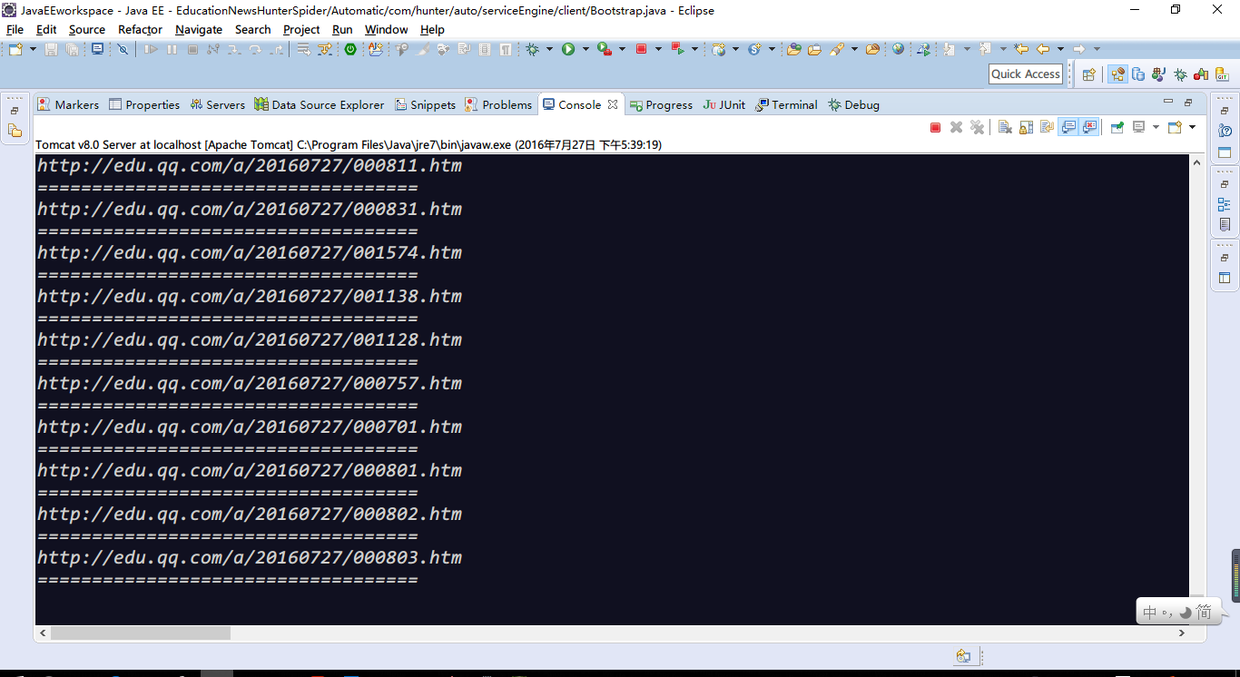 JavaEEworkspace - Java EE - EducationNewsHunterSpider/Automatic/com/hunter/auto/serviceEngine/client/Bootstrap.java - Eclipse
File Edit Source Refactor Navigate Search Project Run Window Help
Quick Access
Markers Properties Servers Data Source Explorer Snippets Problems Console Progress JUnit Terminal Debug
Tomcat v8.0 Server at localhost [Apache Tomcat] C:\Program Files\Java\jre7\bin\javaw.exe (2016年7月27日 下午5:39:19)
http://edu.qq.com/a/20160727/000811.htm
===================================
http://edu.qq.com/a/20160727/000831.htm
===================================
http://edu.qq.com/a/20160727/001574.htm
===================================
http://edu.qq.com/a/20160727/001138.htm
===================================
http://edu.qq.com/a/20160727/001128.htm
===================================
http://edu.qq.com/a/20160727/000757.htm
===================================
http://edu.qq.com/a/20160727/000701.htm
===================================
http://edu.qq.com/a/20160727/000801.htm
===================================
http://edu.qq.com/a/20160727/000802.htm
===================================
http://edu.qq.com/a/20160727/000803.htm
===================================
中 简